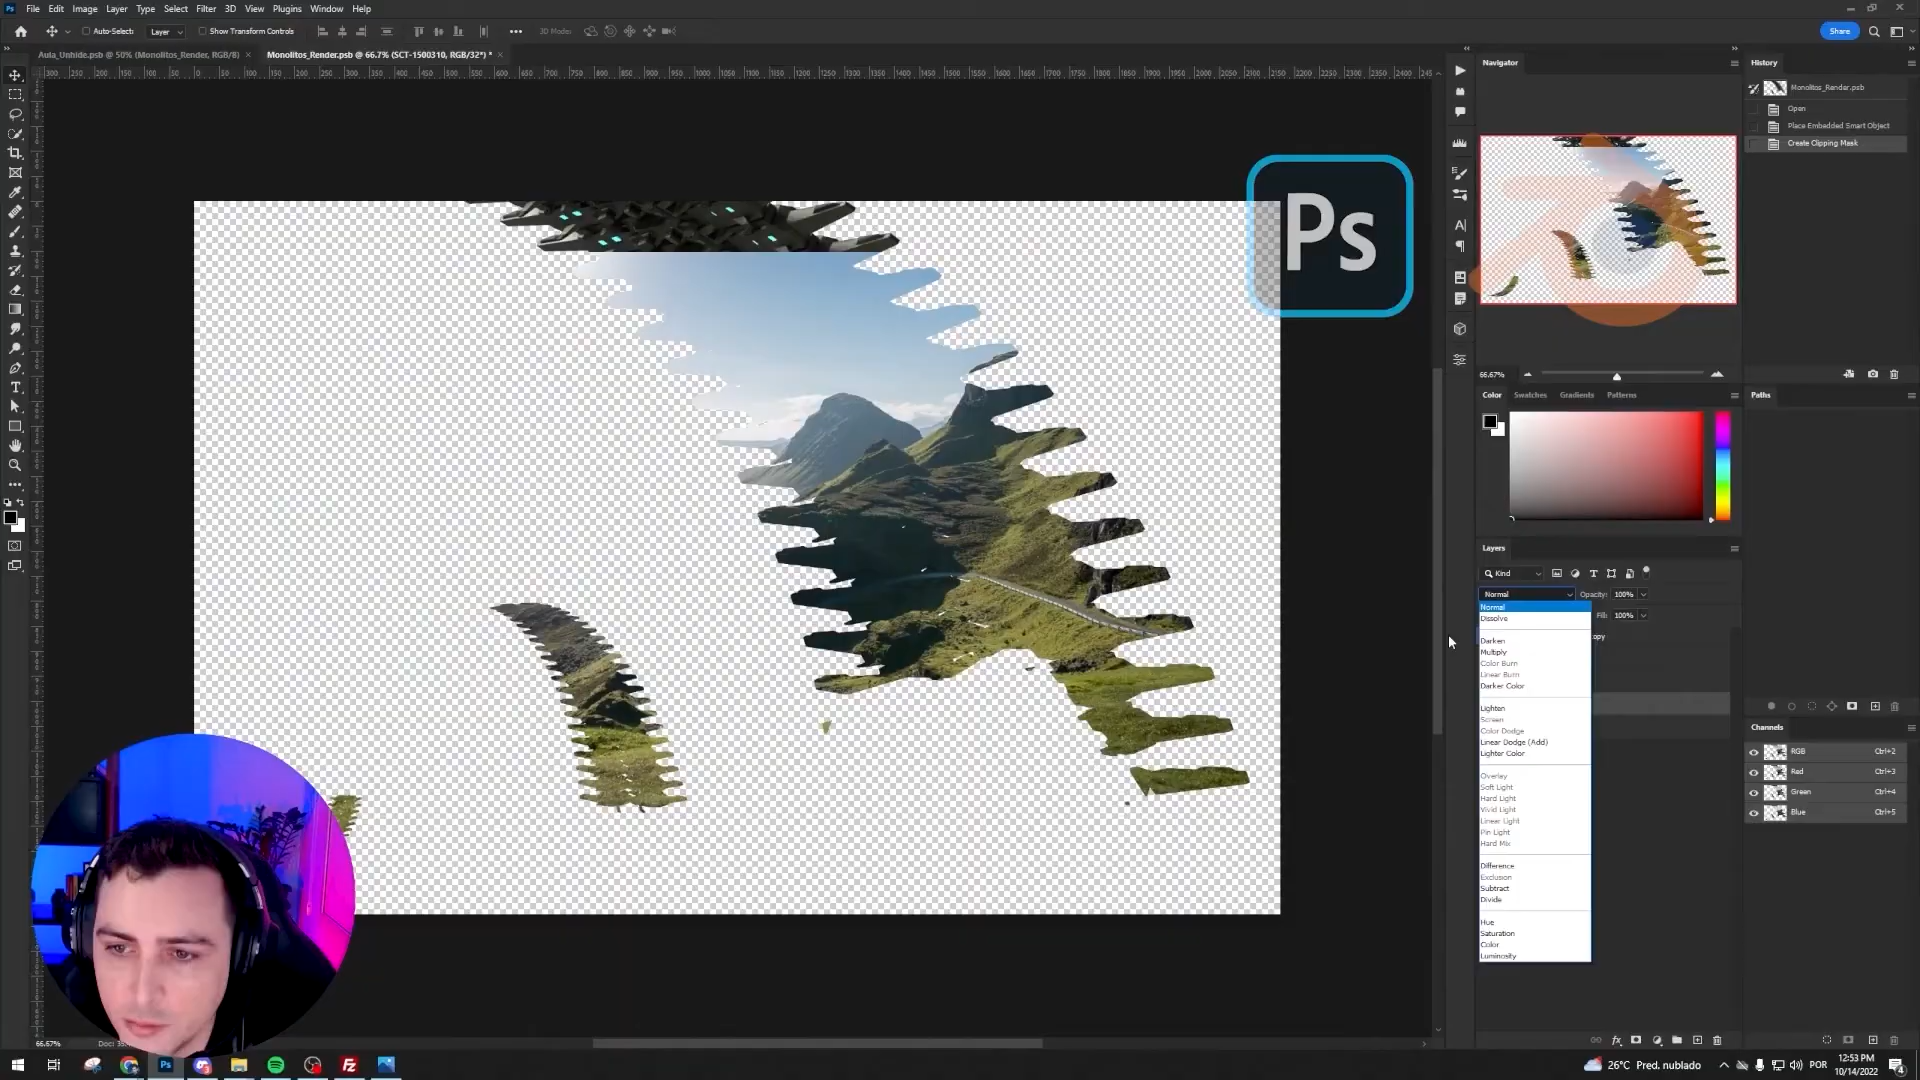 File Edit Image Layer Type Select Filter 3D View Plugins Window Help
Auto-Select: Layer Show Transform Controls 3D Mode: Share
Aula_Unhide.psb @ 50% (Monolitos_Render, RGB/8) × Monolitos_Render.psb @ 66.7% (SCT-1500310, RGB/32*) * ×
Navigator
History
Monolitos_Render.psb
Open
Place Embedded Smart Object
Create Clipping Mask
Ps
66.67%
Color Swatches Gradients Patterns
Paths
Layers
Kind
Normal Opacity: 100%
Fill: 100%
Normal
Dissolve
Darken
Multiply
Color Burn
Linear Burn
Darker Color
Lighten
Screen
Color Dodge
Linear Dodge (Add)
Lighter Color
Overlay
Soft Light
Hard Light
Vivid Light
Linear Light
Pin Light
Hard Mix
Difference
Exclusion
Subtract
Divide
Hue
Saturation
Color
Luminosity
Channels
RGB Ctrl+2
Red Ctrl+3
Green Ctrl+4
Blue Ctrl+5
66.67%
26°C Pred. nublado
POR
12:53 PM
10/14/2022